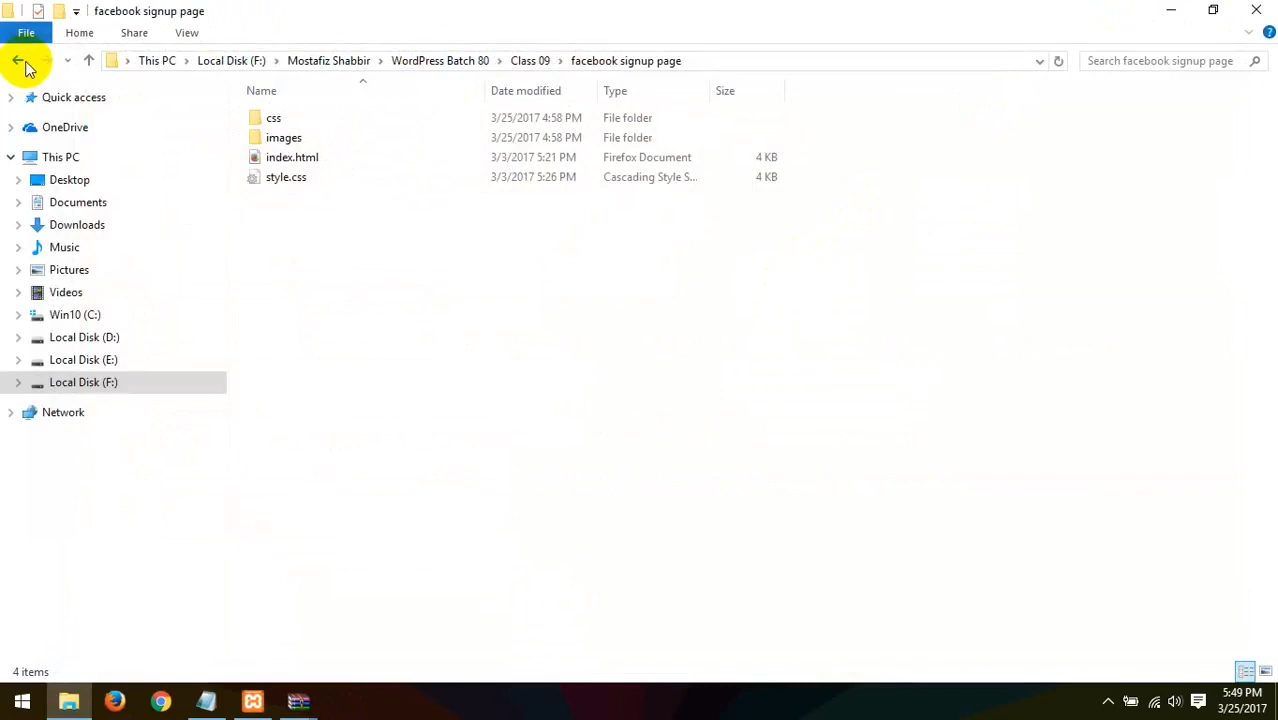 facebook signup page
File Home Share View
This PC Local Disk (F:) Mostafiz Shabbir WordPress Batch 80 Class 09 facebook signup page Search facebook signup page
Name Date modified Type Size
Quick access
OneDrive
This PC
Desktop
Documents
Downloads
Music
Pictures
Videos
Win10 (C:)
Local Disk (D:)
Local Disk (E:)
Local Disk (F:)
Network
css 3/25/2017 4:58 PM File folder
images 3/25/2017 4:58 PM File folder
index.html 3/3/2017 5:21 PM Firefox Document 4 KB
style.css 3/3/2017 5:26 PM Cascading Style S... 4 KB
4 items
5:49 PM
3/25/2017